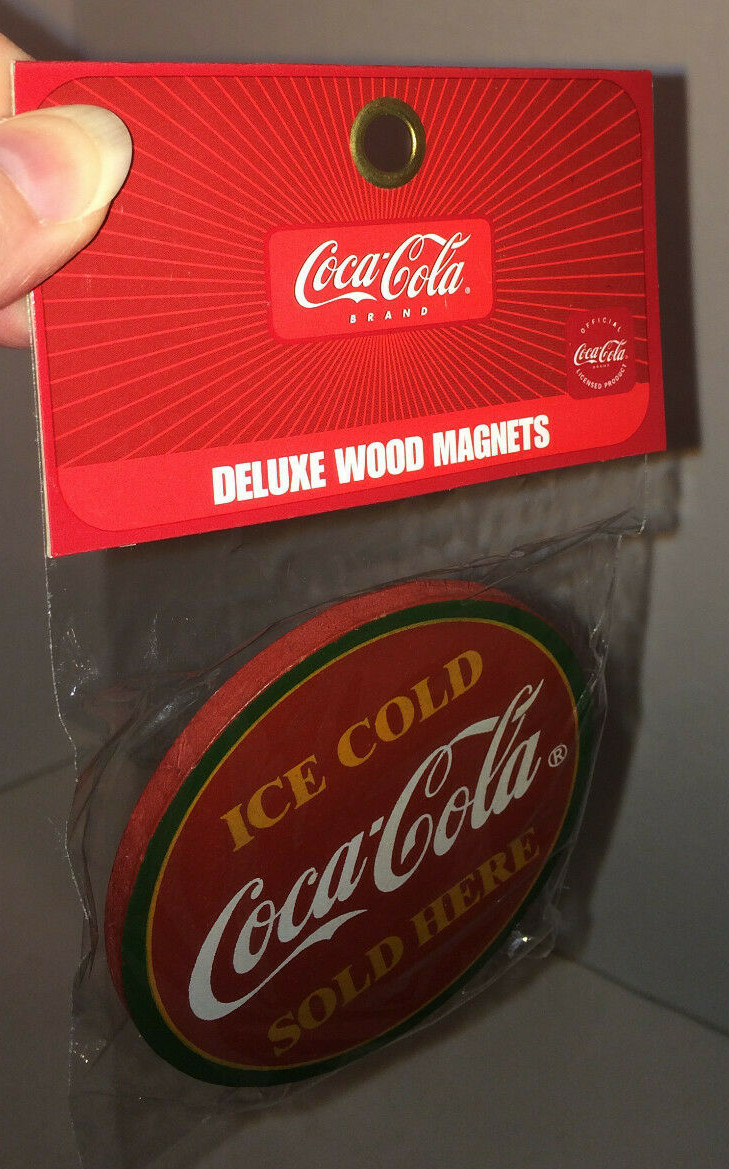 Coca-Cola®
BRAND
OFFICIAL
Coca-Cola
BRAND
LICENSED PRODUCT
DELUXE WOOD MAGNETS
ICE COLD
Coca-Cola®
SOLD HERE